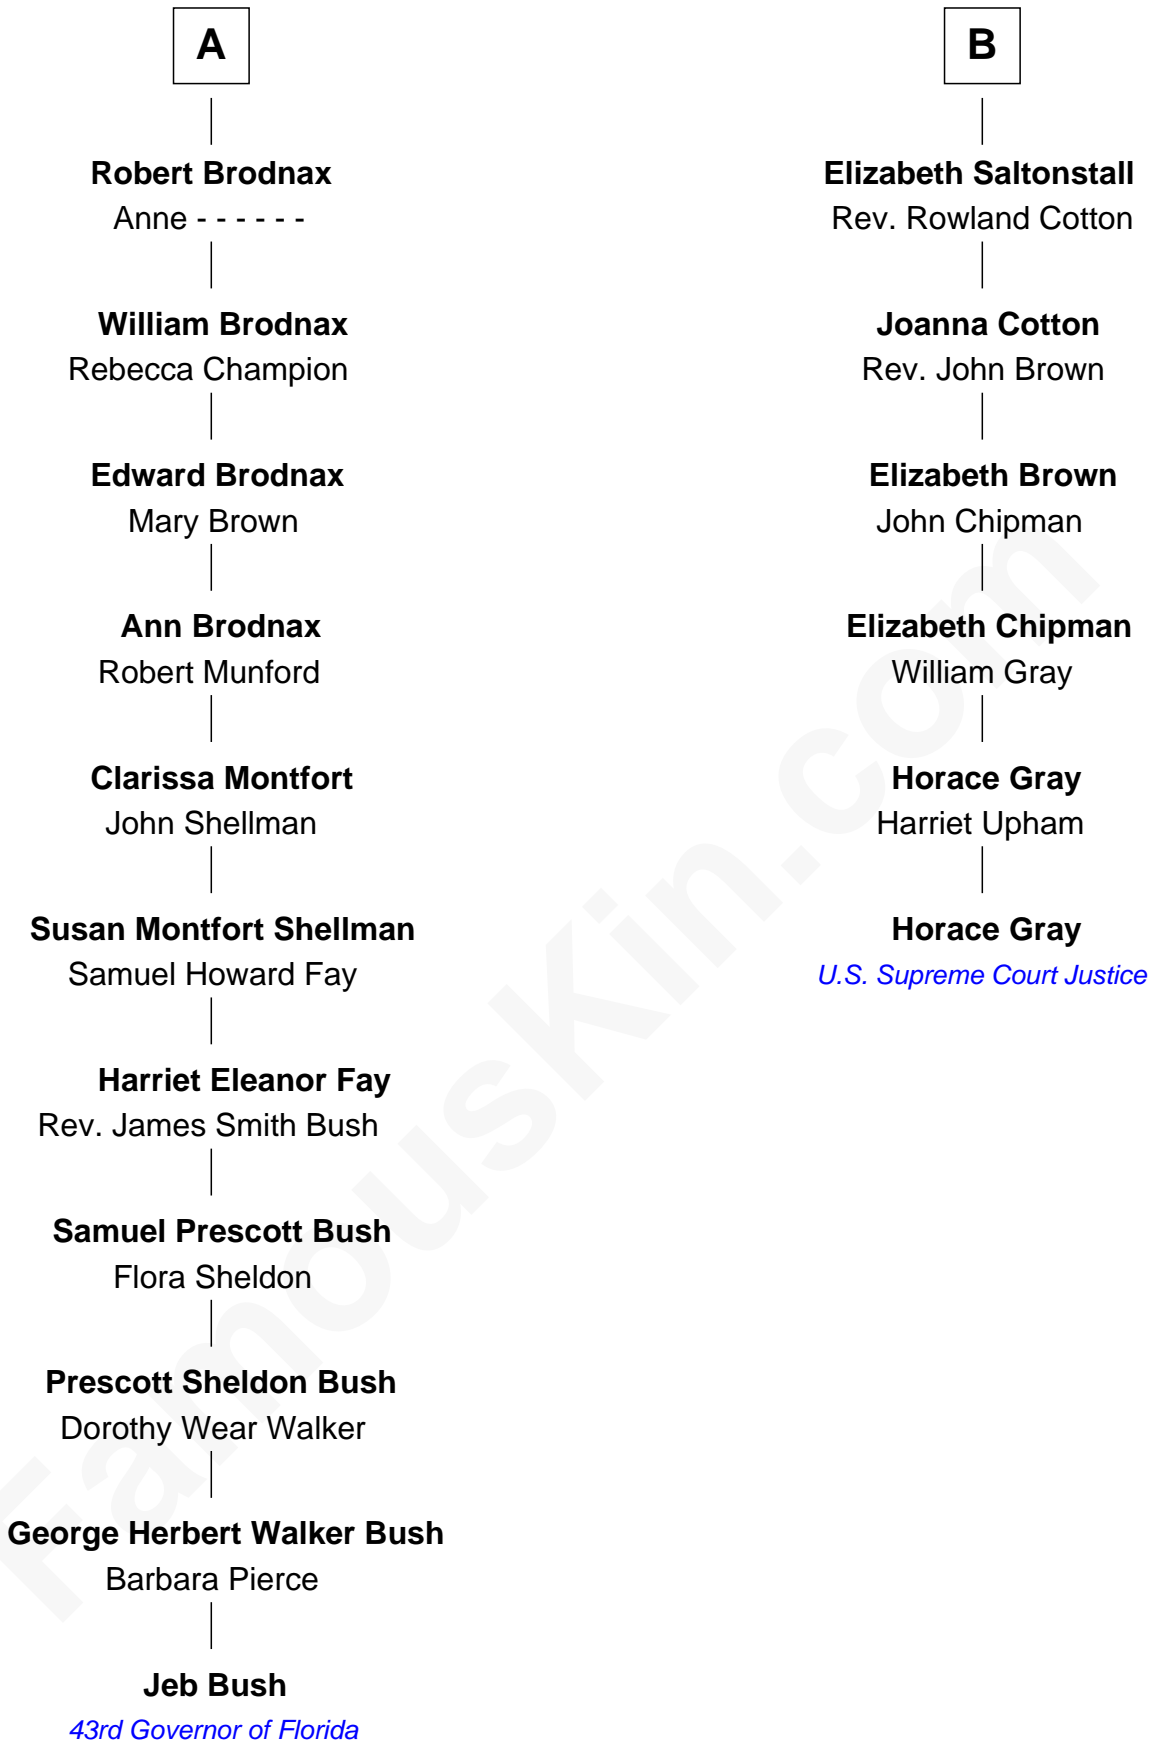 A
Robert Brodnax
Anne - - - - - -
William Brodnax
Rebecca Champion
Edward Brodnax
Mary Brown
Ann Brodnax
Robert Munford
Clarissa Montfort
John Shellman
Susan Montfort Shellman
Samuel Howard Fay
Harriet Eleanor Fay
Rev. James Smith Bush
Samuel Prescott Bush
Flora Sheldon
Prescott Sheldon Bush
Dorothy Wear Walker
George Herbert Walker Bush
Barbara Pierce
Jeb Bush
43rd Governor of Florida
B
Elizabeth Saltonstall
Rev. Rowland Cotton
Joanna Cotton
Rev. John Brown
Elizabeth Brown
John Chipman
Elizabeth Chipman
William Gray
Horace Gray
Harriet Upham
Horace Gray
U.S. Supreme Court Justice
FamousKin.com